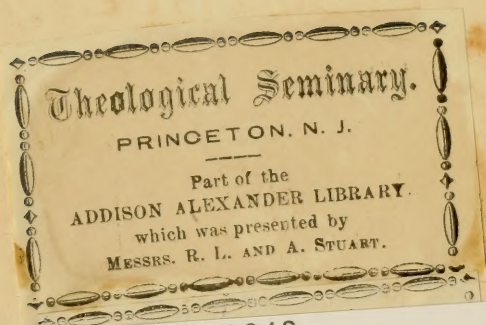 Theological Seminary.
PRINCETON. N. J.
Part of the
ADDISON ALEXANDER LIBRARY.
which was presented by
MESSRS. R. L. AND A. STUART.